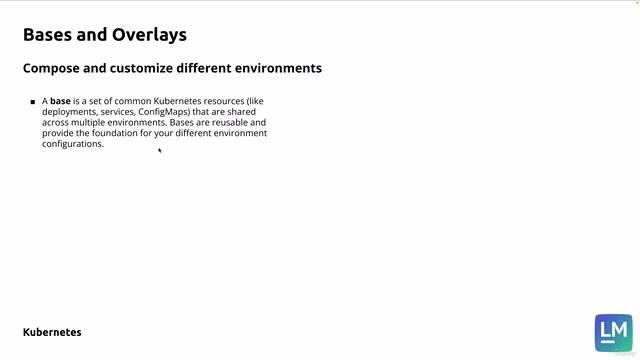 Bases and Overlays
Compose and customize different environments
A base is a set of common Kubernetes resources (like
deployments, services, ConfigMaps) that are shared
across multiple environments. Bases are reusable and
provide the foundation for your different environment
configurations.
Kubernetes
LM